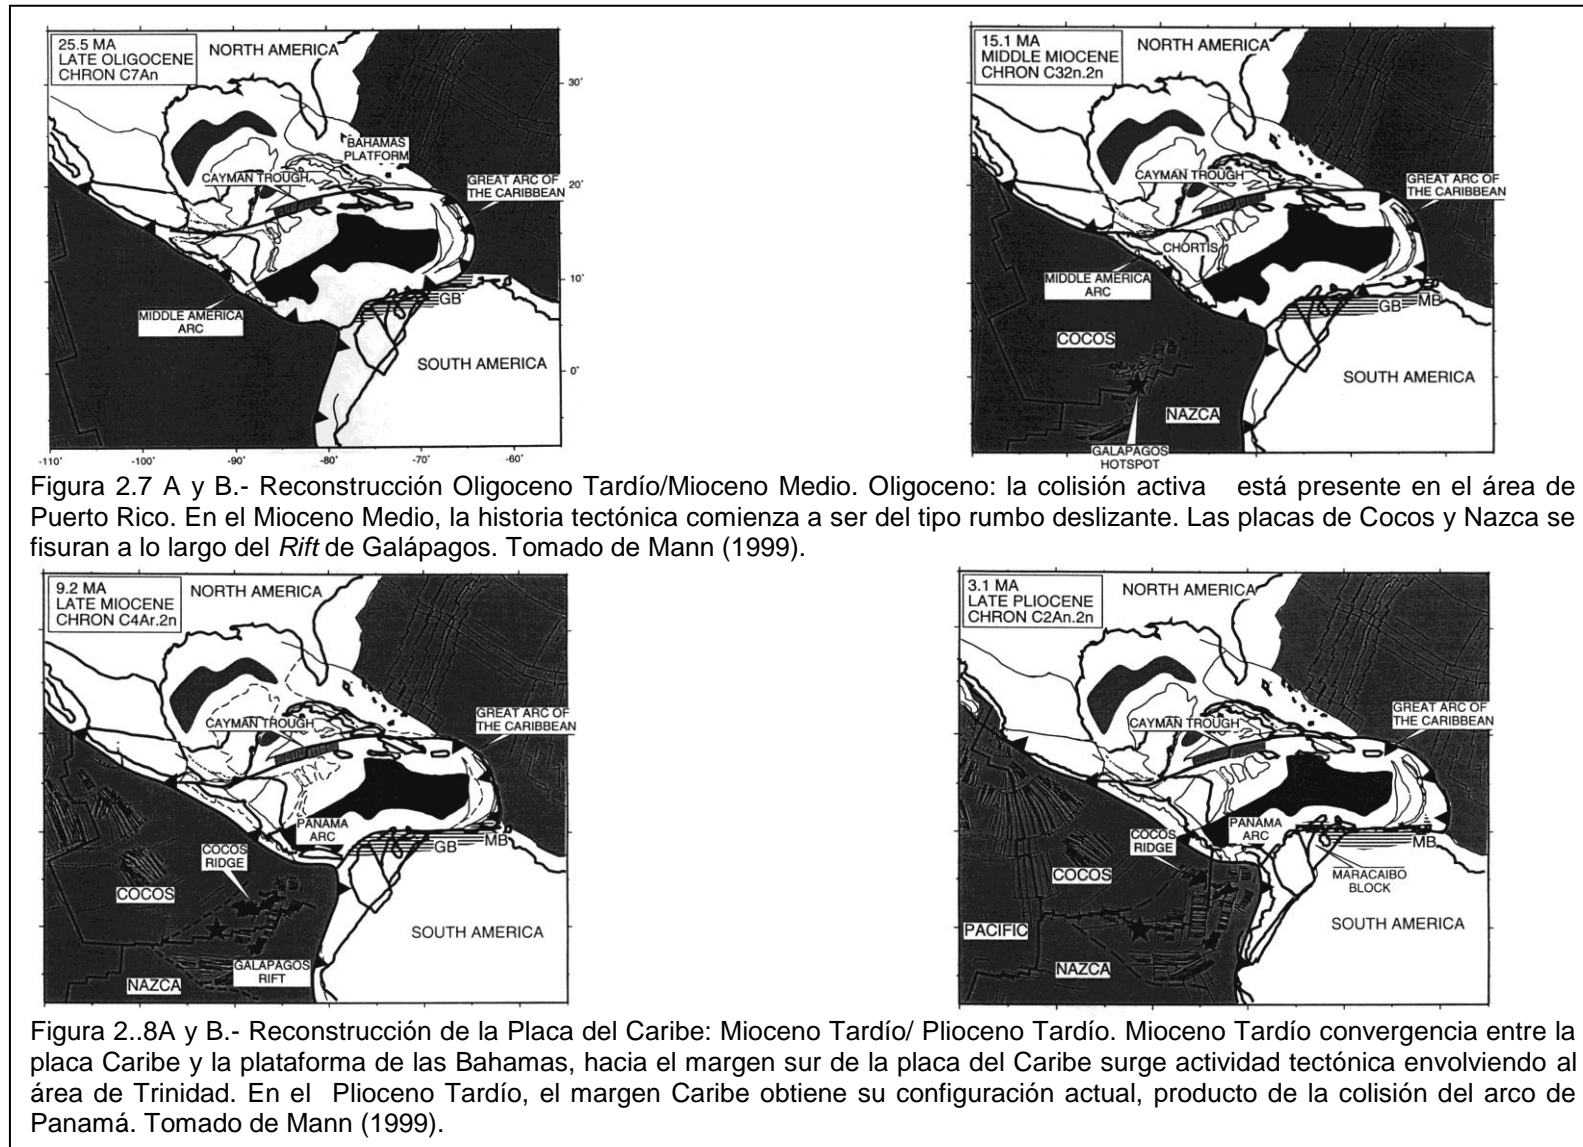 25.5 MA
LATE OLIGOCENE
CHRON C7An
NORTH AMERICA
30°
BAHAMAS
PLATFORM
CAYMAN TROUGH
20°
GREAT ARC OF
THE CARIBBEAN
10°
GB
MIDDLE AMERICA
ARC
SOUTH AMERICA
0°
-110° -100° -90° -80° -70° -60°
15.1 MA
MIDDLE MIOCENE
CHRON C32n.2n
NORTH AMERICA
CAYMAN TROUGH
GREAT ARC OF
THE CARIBBEAN
CHORTIS
MIDDLE AMERICA
ARC
GB MB
COCOS
SOUTH AMERICA
NAZCA
GALAPAGOS
HOTSPOT
Figura 2.7 A y B.- Reconstrucción Oligoceno Tardío/Mioceno Medio. Oligoceno: la colisión activa está presente en el área de
Puerto Rico. En el Mioceno Medio, la historia tectónica comienza a ser del tipo rumbo deslizante. Las placas de Cocos y Nazca se
fisuran a lo largo del Rift de Galápagos. Tomado de Mann (1999).
9.2 MA
LATE MIOCENE
CHRON C4Ar.2n
NORTH AMERICA
CAYMAN TROUGH
GREAT ARC OF
THE CARIBBEAN
PANAMA
ARC
GB MB
COCOS
RIDGE
COCOS
SOUTH AMERICA
GALAPAGOS
RIFT
NAZCA
3.1 MA
LATE PLIOCENE
CHRON C2An.2n
NORTH AMERICA
CAYMAN TROUGH
GREAT ARC OF
THE CARIBBEAN
PANAMA
ARC
COCOS
RIDGE
MB
COCOS
MARACAIBO
BLOCK
SOUTH AMERICA
PACIFIC
NAZCA
Figura 2..8A y B.- Reconstrucción de la Placa del Caribe: Mioceno Tardío/ Plioceno Tardío. Mioceno Tardío convergencia entre la
placa Caribe y la plataforma de las Bahamas, hacia el margen sur de la placa del Caribe surge actividad tectónica envolviendo al
área de Trinidad. En el Plioceno Tardío, el margen Caribe obtiene su configuración actual, producto de la colisión del arco de
Panamá. Tomado de Mann (1999).